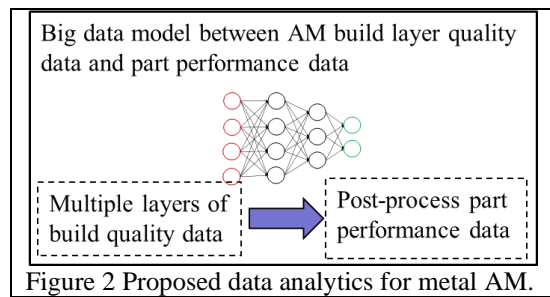 Big data model between AM build layer quality
data and part performance data
Multiple layers of
build quality data
Post-process part
performance data
Figure 2 Proposed data analytics for metal AM.